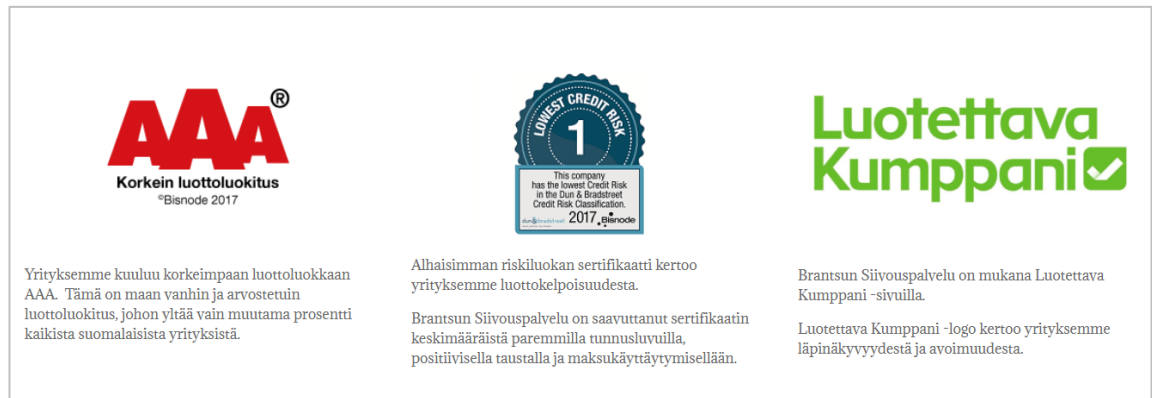 AAA®
Korkein luottoluokitus
©Bisnode 2017
Yrityksemme kuuluu korkeimpaan luottoluokkaan
AAA. Tämä on maan vanhin ja arvostetuin
luottoluokitus, johon yltää vain muutama prosentti
kaikista suomalaisista yrityksistä.
LOWEST CREDIT RISK
1
This company
has the lowest Credit Risk
in the Dun & Bradstreet
Credit Risk Classification.
dun&bradstreet 2017 Bisnode
Alhaisimman riskiluokan sertifikaatti kertoo
yrityksemme luottokelpoisuudesta.
Brantsun Siivouspalvelu on saavuttanut sertifikaatin
keskimääräistä paremmilla tunnusluvuilla,
positiivisella taustalla ja maksukäyttäytymisellään.
Luotettava
Kumppani
Brantsun Siivouspalvelu on mukana Luotettava
Kumppani -sivuilla.
Luotettava Kumppani -logo kertoo yrityksemme
läpinäkyvyydestä ja avoimuudesta.